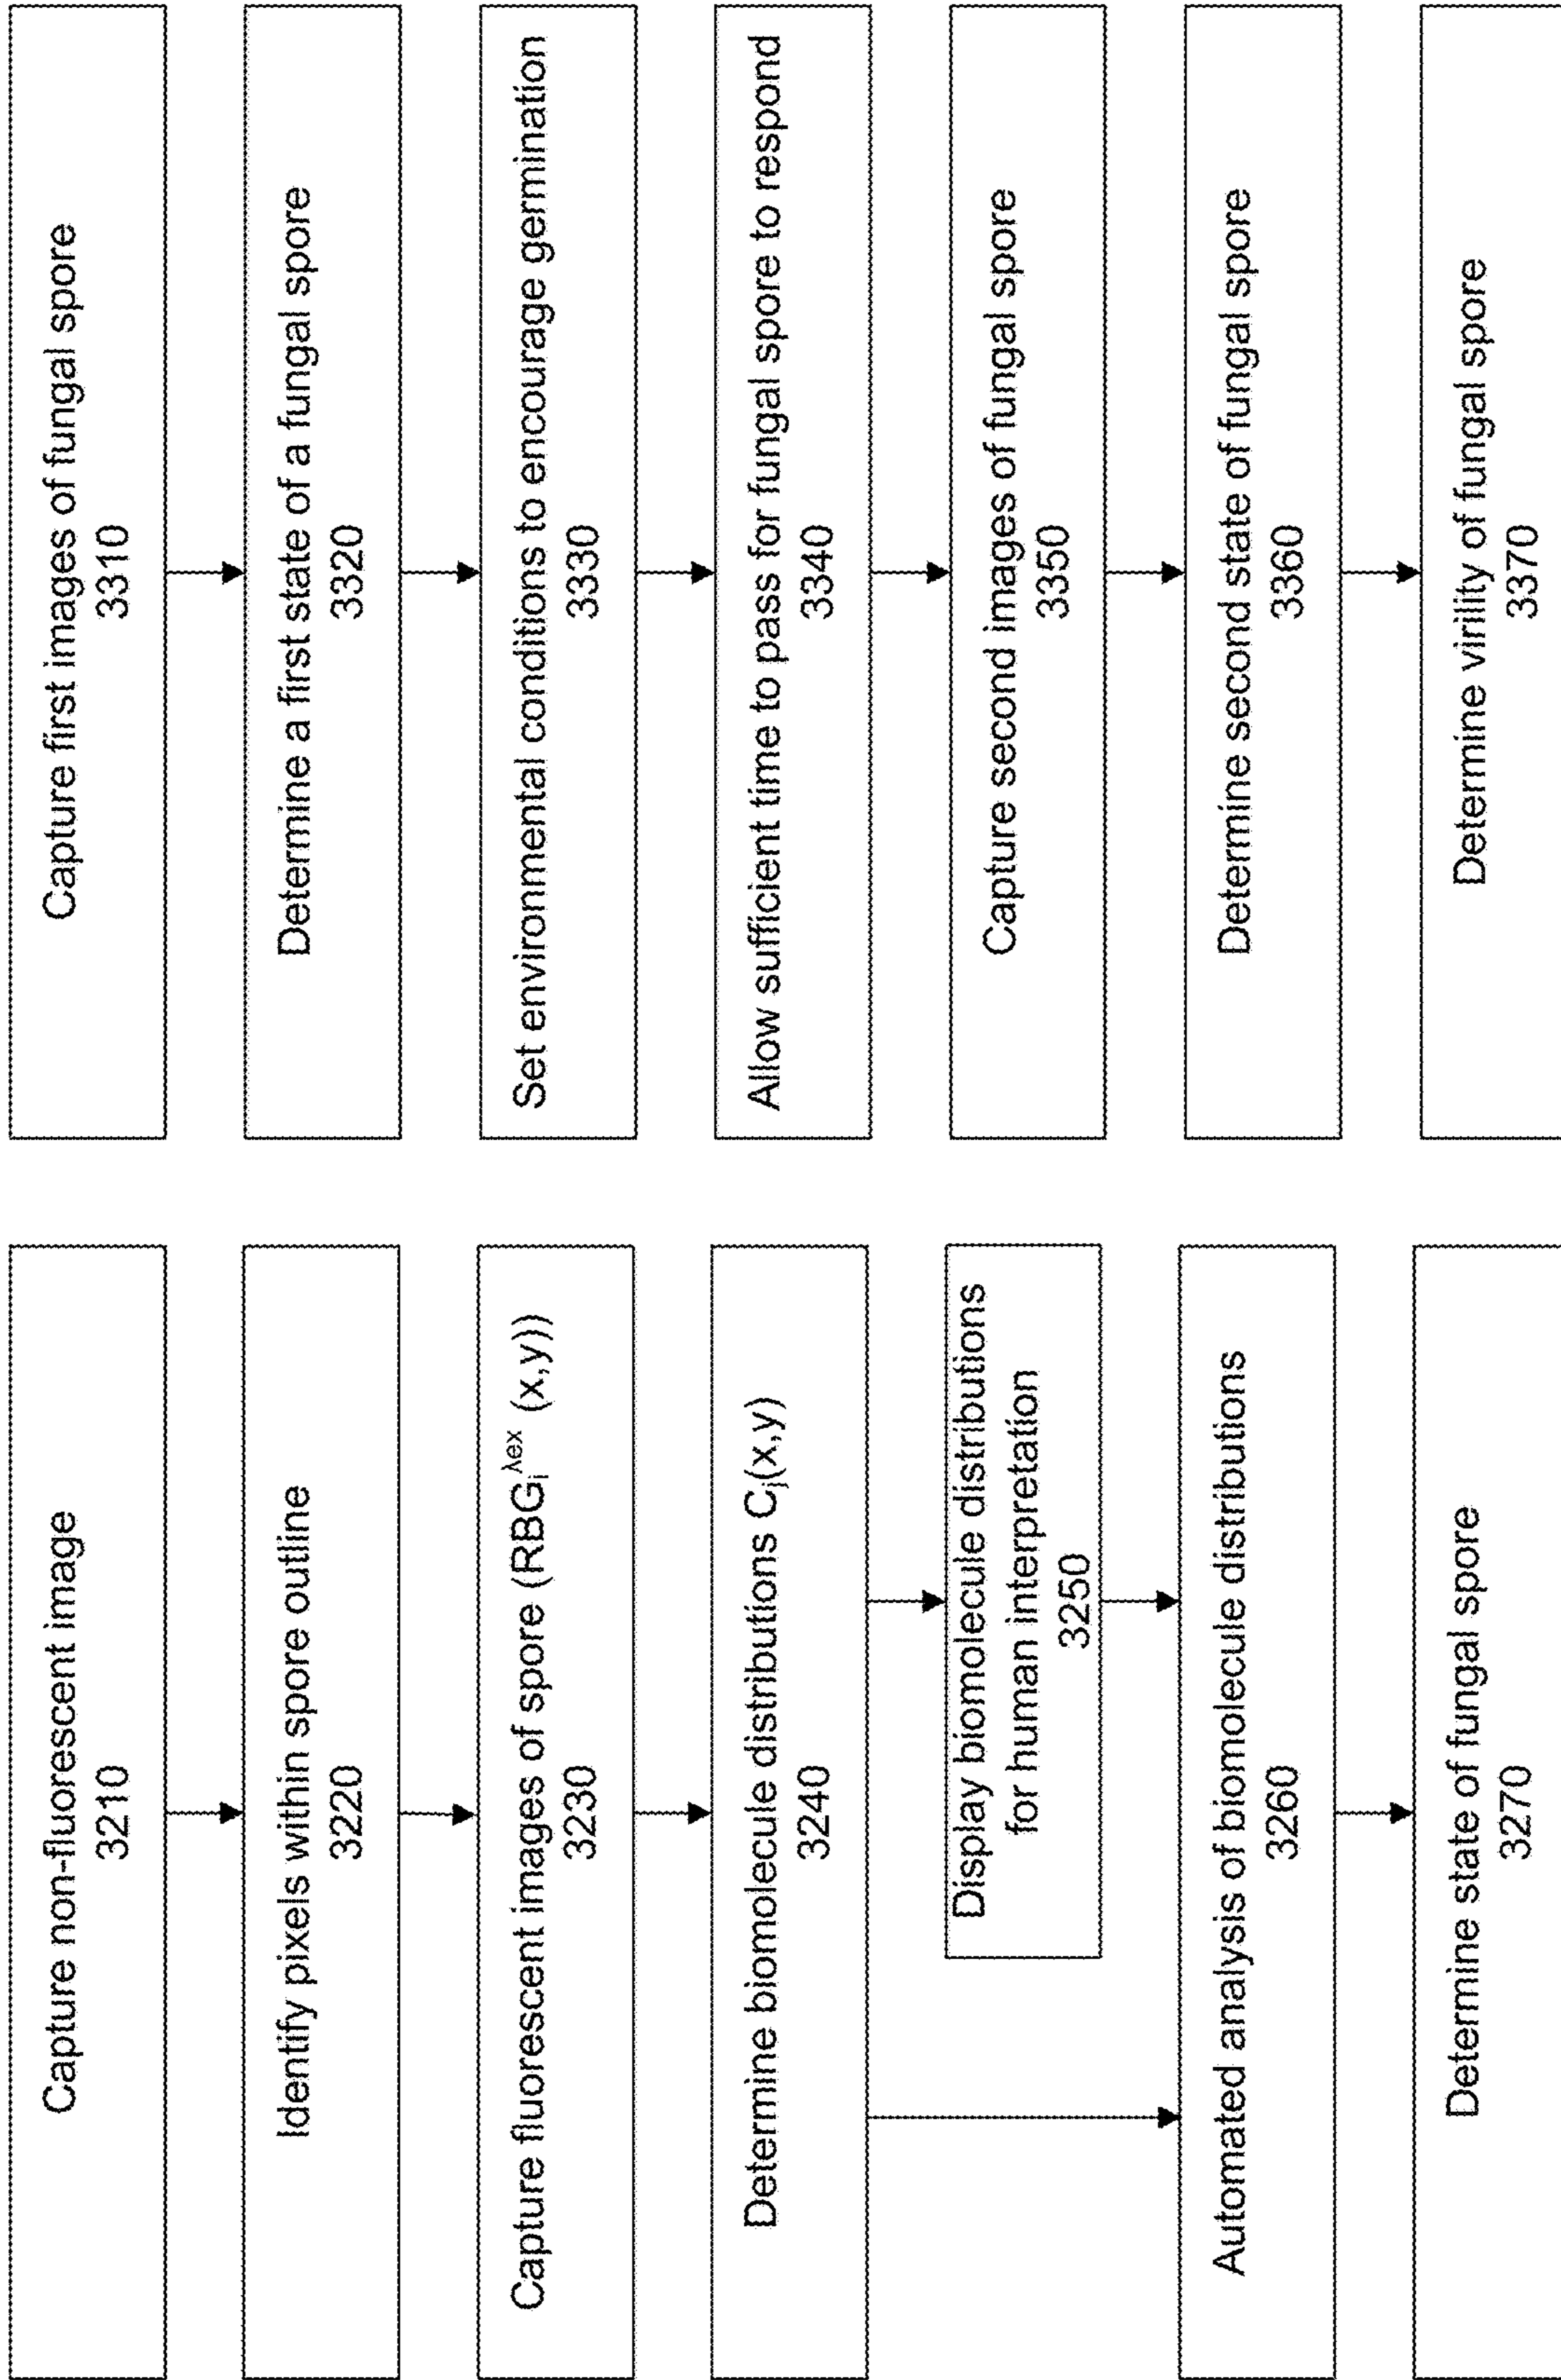 Capture non-fluorescent image
3210
Identify pixels within spore outline
3220
Capture fluorescent images of spore (RBGᵢ^λex (x,y))
3230
Determine biomolecule distributions Cⱼ(x,y)
3240
Display biomolecule distributions
for human interpretation
3250
Automated analysis of biomolecule distributions
3260
Determine state of fungal spore
3270
Capture first images of fungal spore
3310
Determine a first state of a fungal spore
3320
Set environmental conditions to encourage germination
3330
Allow sufficient time to pass for fungal spore to respond
3340
Capture second images of fungal spore
3350
Determine second state of fungal spore
3360
Determine virility of fungal spore
3370